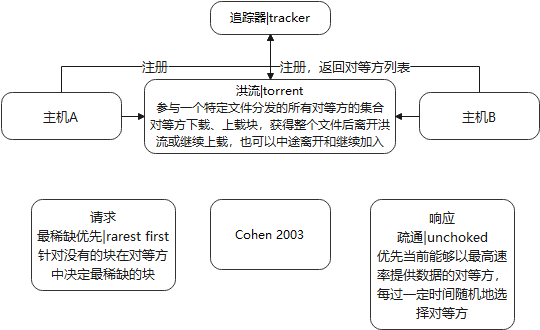 追踪器|tracker
注册
注册，返回对等方列表
主机A
洪流|torrent
参与一个特定文件分发的所有对等方的集合
对等方下载、上载块，获得整个文件后离开洪
流或继续上载，也可以中途离开和继续加入
主机B
请求
最稀缺优先|rarest first
针对没有的块在对等方
中决定最稀缺的块
Cohen 2003
响应
疏通|unchoked
优先当前能够以最高速
率提供数据的对等方，
每过一定时间随机地选
择对等方